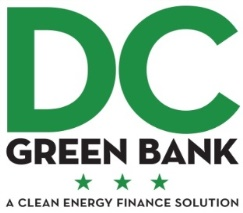 DC
GREEN BANK
A CLEAN ENERGY FINANCE SOLUTION